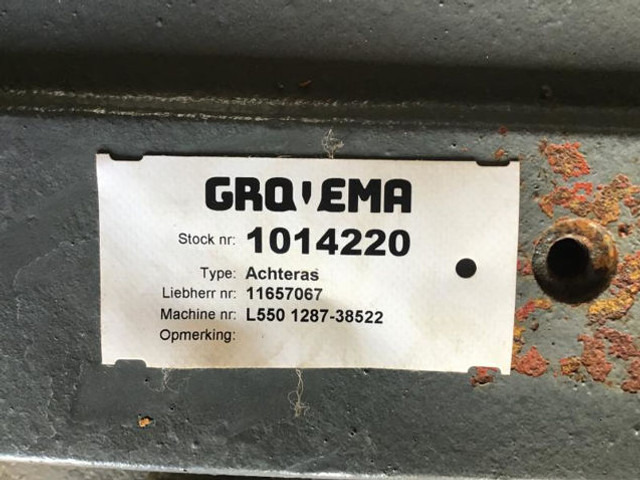 GROVEMA
Stock nr: 1014220
Type: Achteras
Liebherr nr: 11657067
Machine nr: L550 1287-38522
Opmerking: